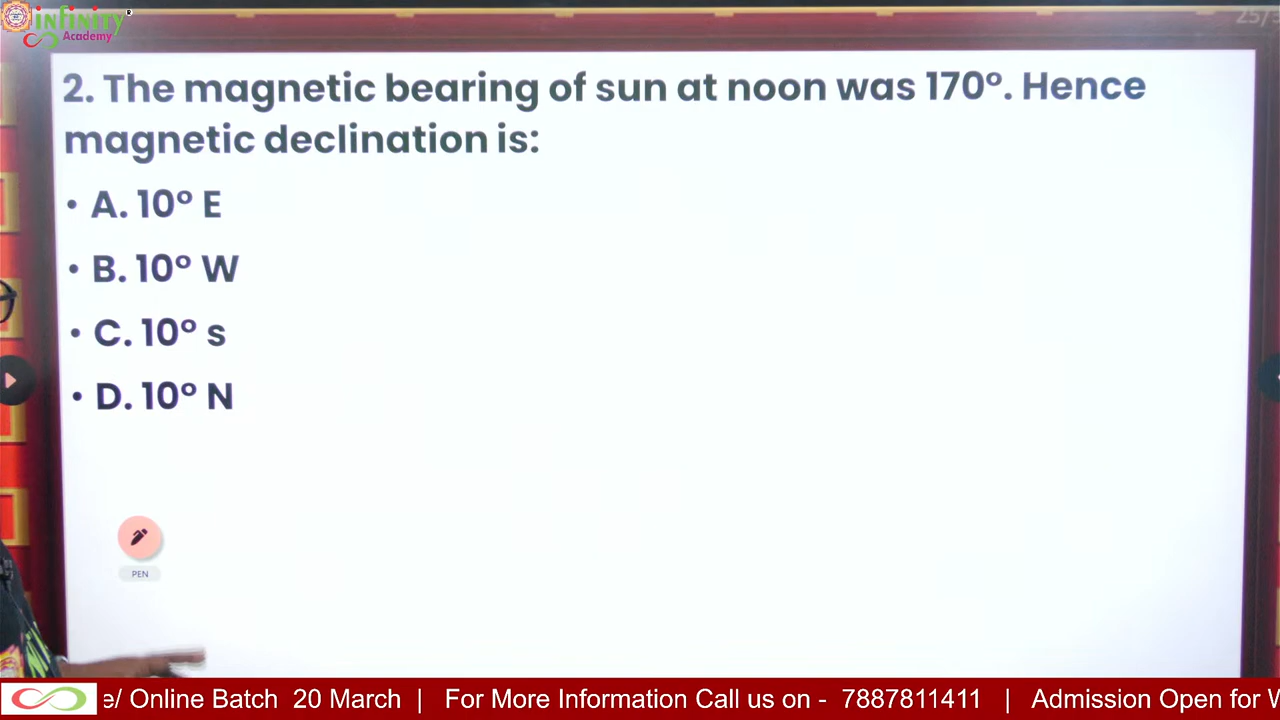 infinity
Academy
25/
2. The magnetic bearing of sun at noon was 170°. Hence
magnetic declination is:
• A. 10° E
• B. 10° W
• C. 10° s
• D. 10° N
PEN
e/ Online Batch 20 March | For More Information Call us on - 7887811411 | Admission Open for W